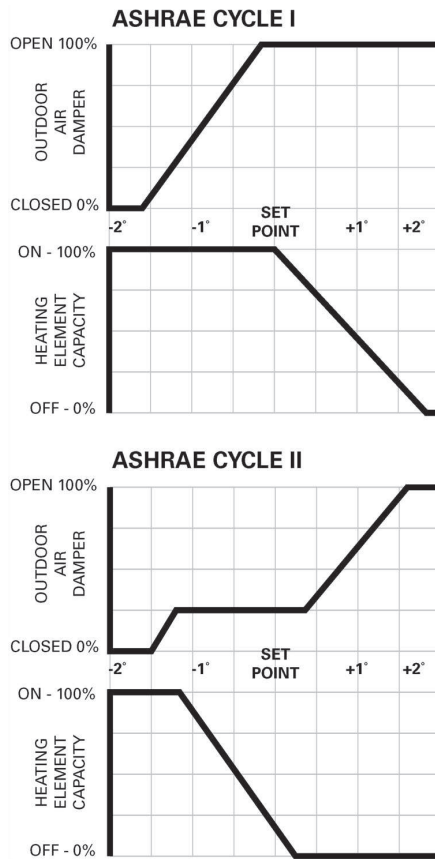 ASHRAE CYCLE I
OPEN 100%
OUTDOOR
AIR
DAMPER
CLOSED 0%
-2° -1° SET POINT +1° +2°
ON - 100%
HEATING
ELEMENT
CAPACITY
OFF - 0%
ASHRAE CYCLE II
OPEN 100%
OUTDOOR
AIR
DAMPER
CLOSED 0%
-2° -1° SET POINT +1° +2°
ON - 100%
HEATING
ELEMENT
CAPACITY
OFF - 0%